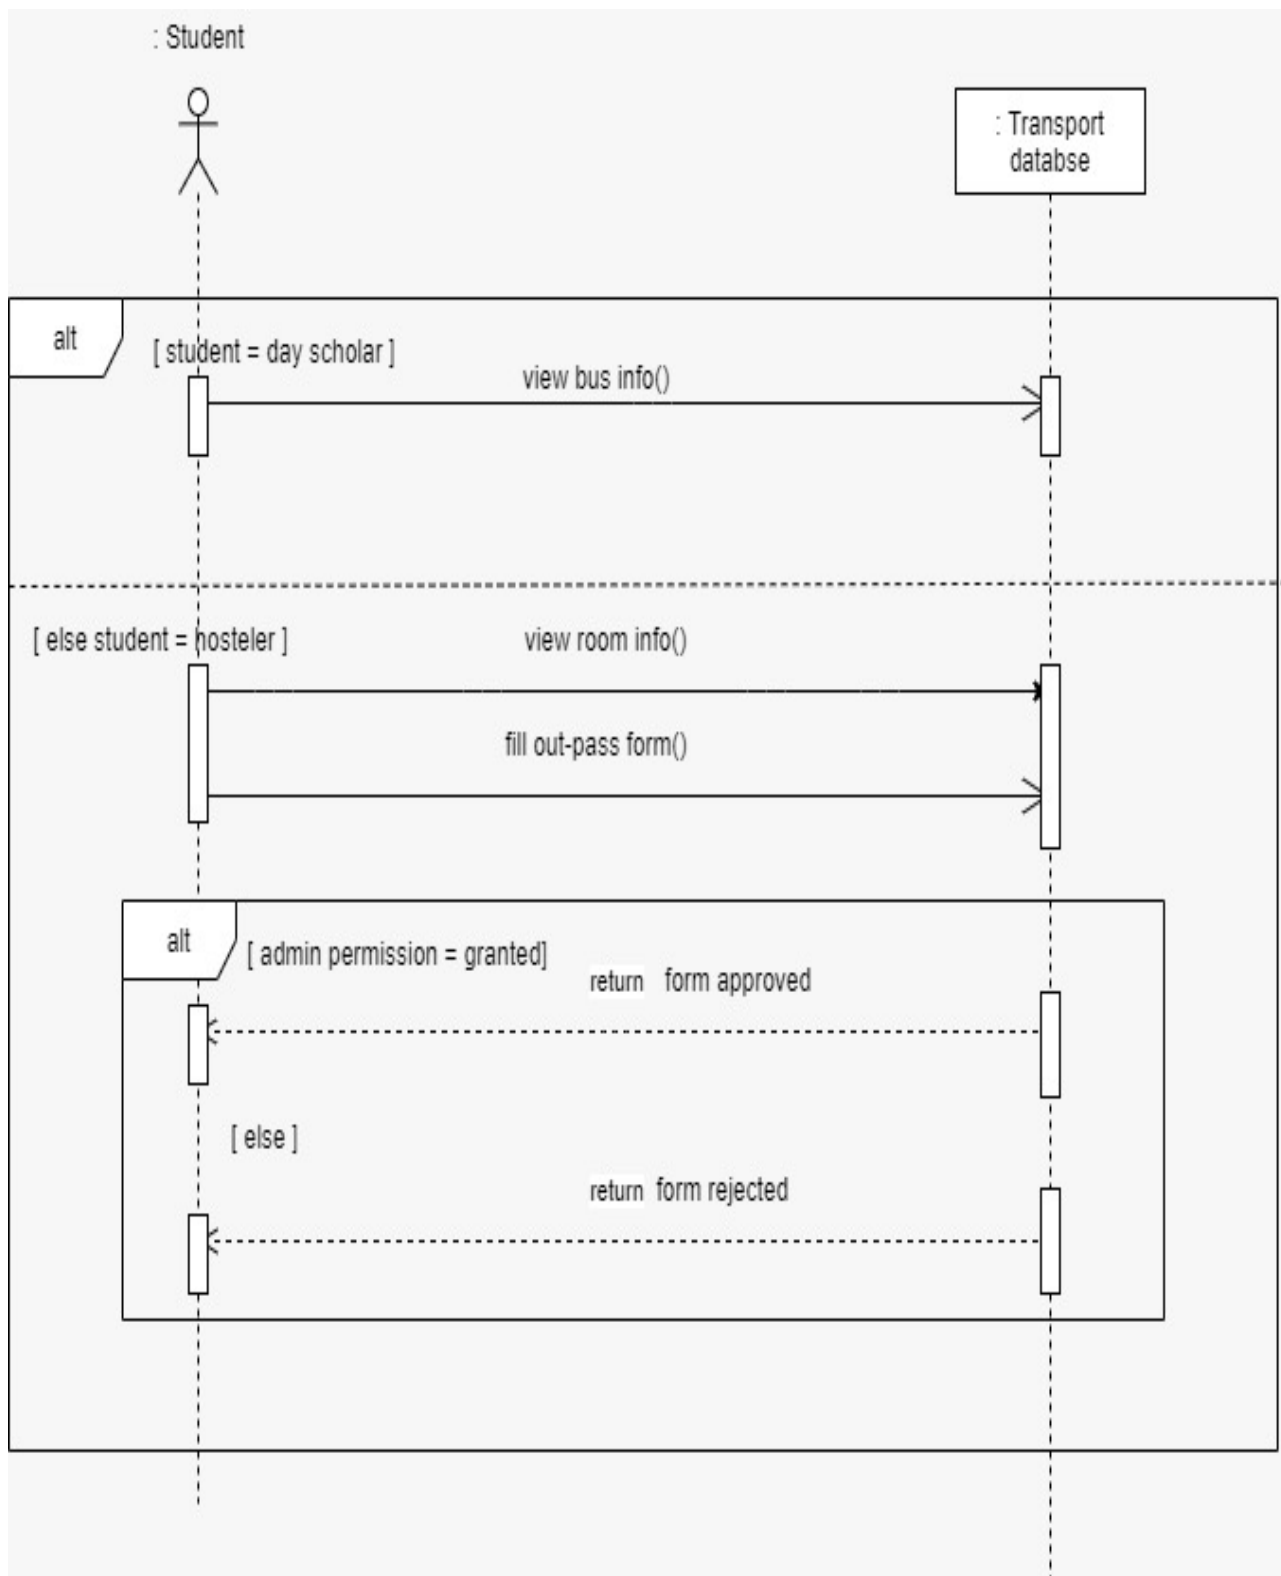 : Student
: Transport
databse
alt
[ student = day scholar ]
view bus info()
[ else student = hosteler ]
view room info()
fill out-pass form()
alt
[ admin permission = granted]
return form approved
[ else ]
return form rejected